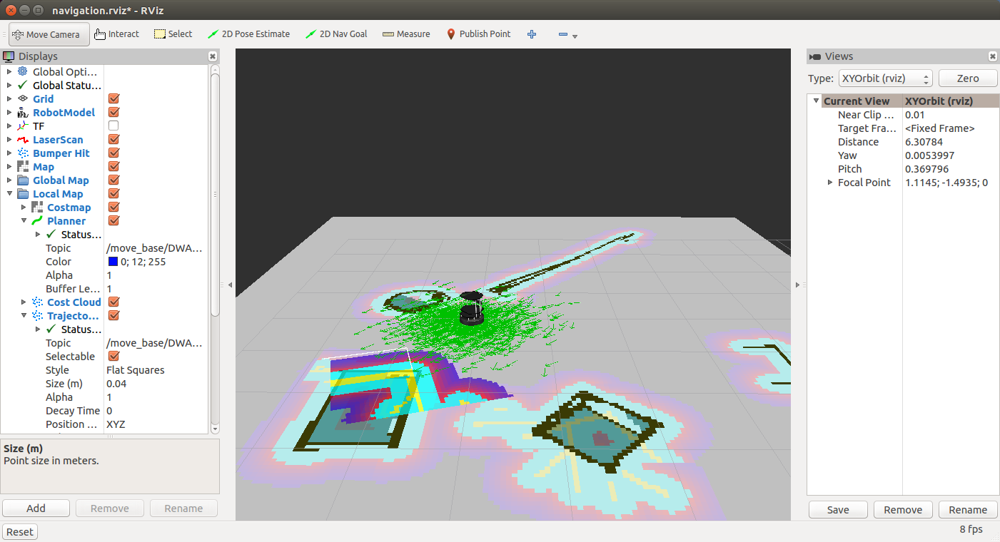 navigation.rviz* - RViz
Move Camera Interact Select 2D Pose Estimate 2D Nav Goal Measure Publish Point
Displays
Global Opti...
Global Statu...
Grid
RobotModel
TF
LaserScan
Bumper Hit
Map
Global Map
Local Map
Costmap
Planner
Status...
Topic /move_base/DWA...
Color 0; 12; 255
Alpha 1
Buffer Le... 1
Cost Cloud
Trajecto...
Status...
Topic /move_base/DWA...
Selectable
Style Flat Squares
Size (m) 0.04
Alpha 1
Decay Time 0
Position ... XYZ
Size (m)
Point size in meters.
Add Remove Rename
Reset
Views
Type: XYOrbit (rviz) Zero
Current View XYOrbit (rviz)
Near Clip ... 0.01
Target Fra... <Fixed Frame>
Distance 6.30784
Yaw 0.0053997
Pitch 0.369796
Focal Point 1.1145; -1.4935; 0
Save Remove Rename
8 fps